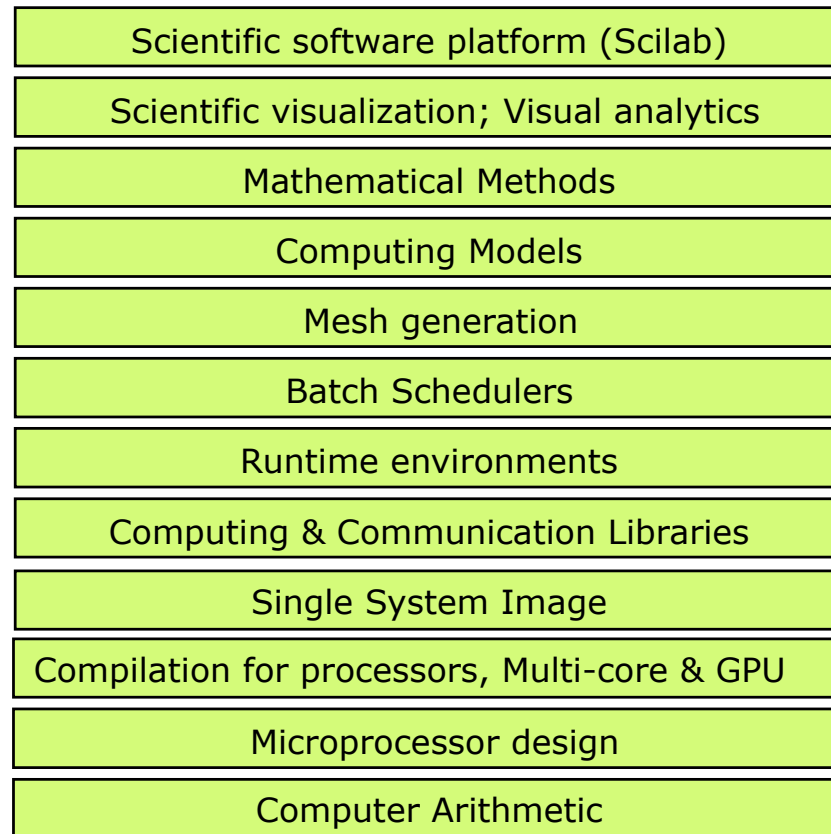 Scientific software platform (Scilab)
Scientific visualization; Visual analytics
Mathematical Methods
Computing Models
Mesh generation
Batch Schedulers
Runtime environments
Computing & Communication Libraries
Single System Image
Compilation for processors, Multi-core & GPU
Microprocessor design
Computer Arithmetic